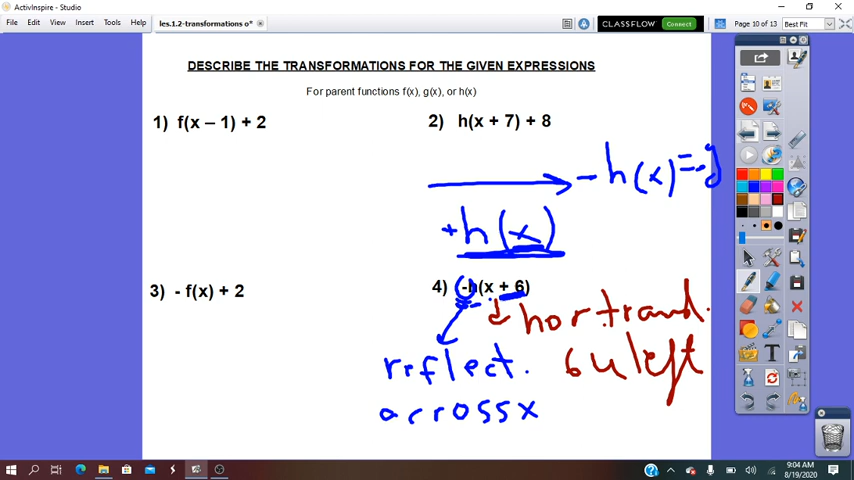 ActivInspire - Studio
File Edit View Insert Tools Help
les.1.2-transformations o*
CLASSFLOW Connect
Page 10 of 13
Best Fit
DESCRIBE THE TRANSFORMATIONS FOR THE GIVEN EXPRESSIONS
For parent functions f(x), g(x), or h(x)
1) f(x – 1) + 2
2) h(x + 7) + 8
- h(x) = -y
+h(x)
3) - f(x) + 2
4) -h(x + 6)
hor. trans.
6 u left
reflect.
across x
9:04 AM
8/19/2020